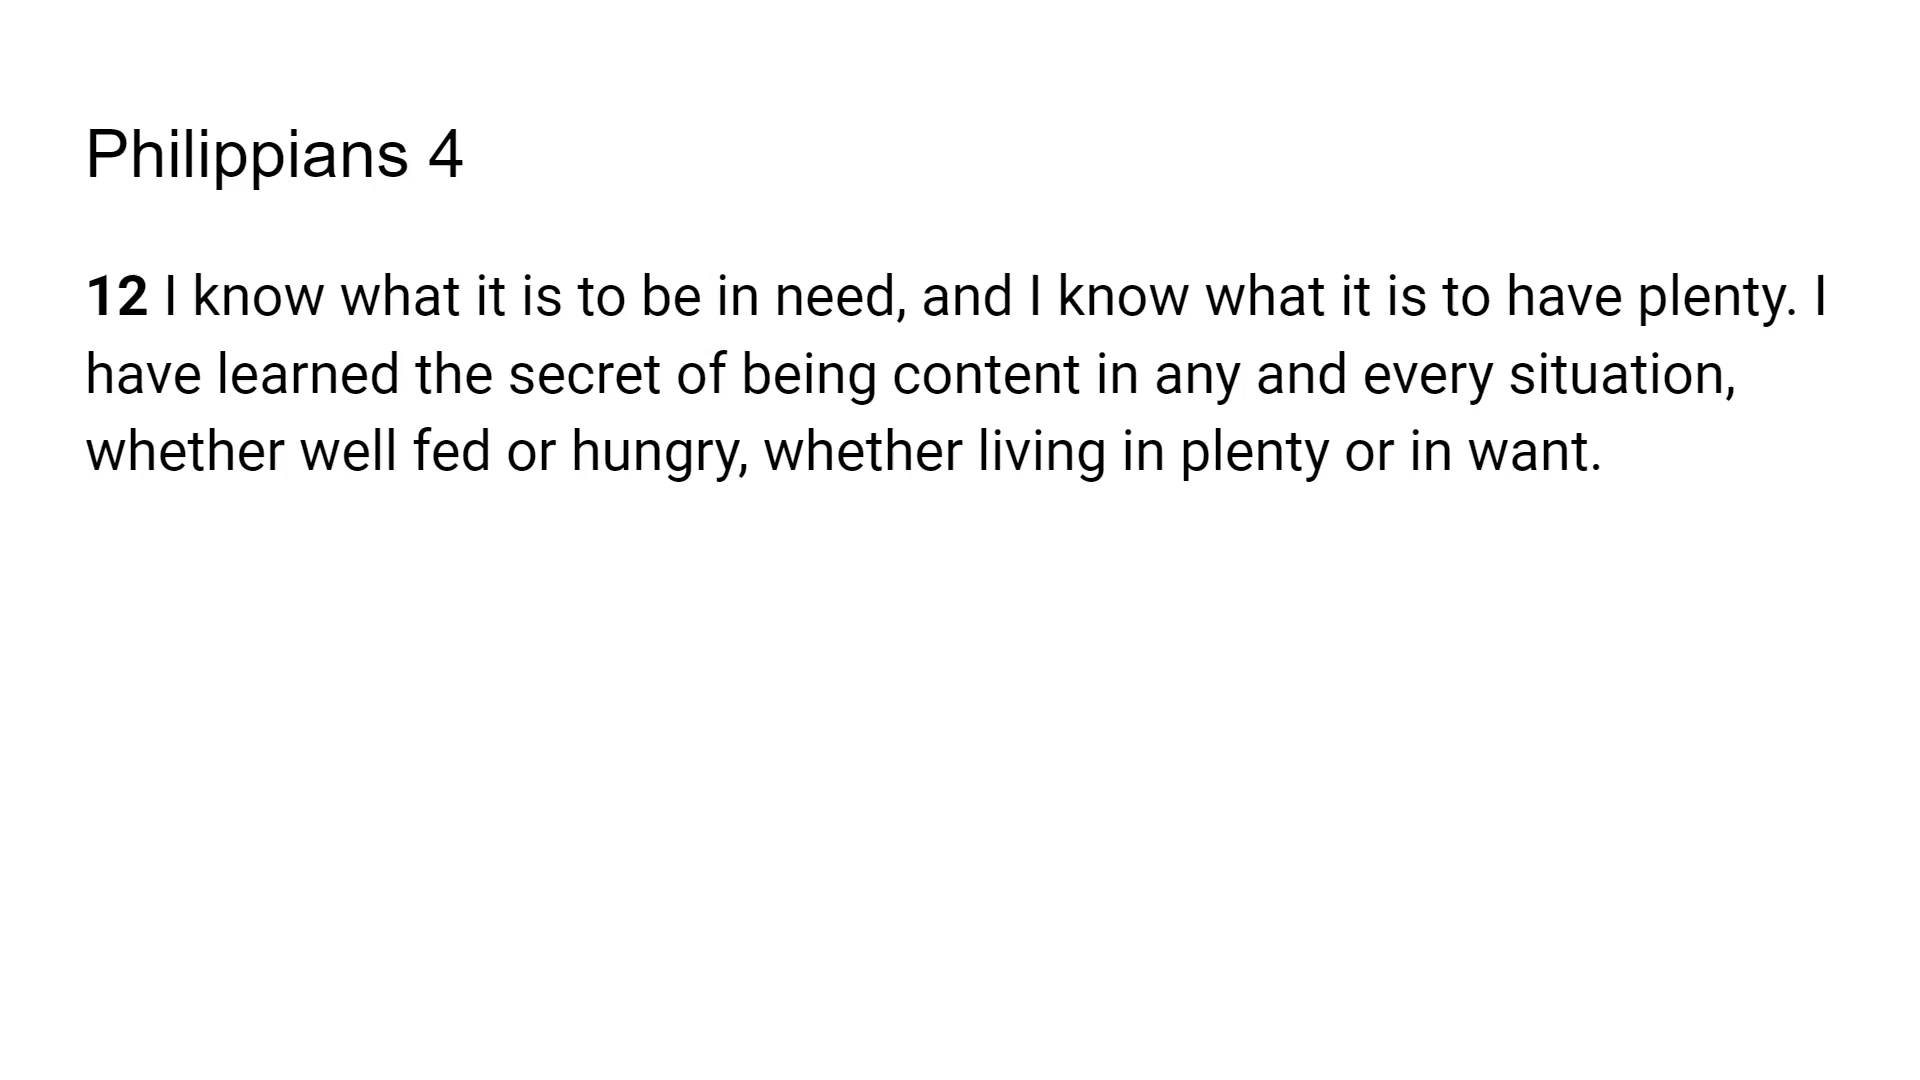 Philippians 4
12 I know what it is to be in need, and I know what it is to have plenty. I
have learned the secret of being content in any and every situation,
whether well fed or hungry, whether living in plenty or in want.